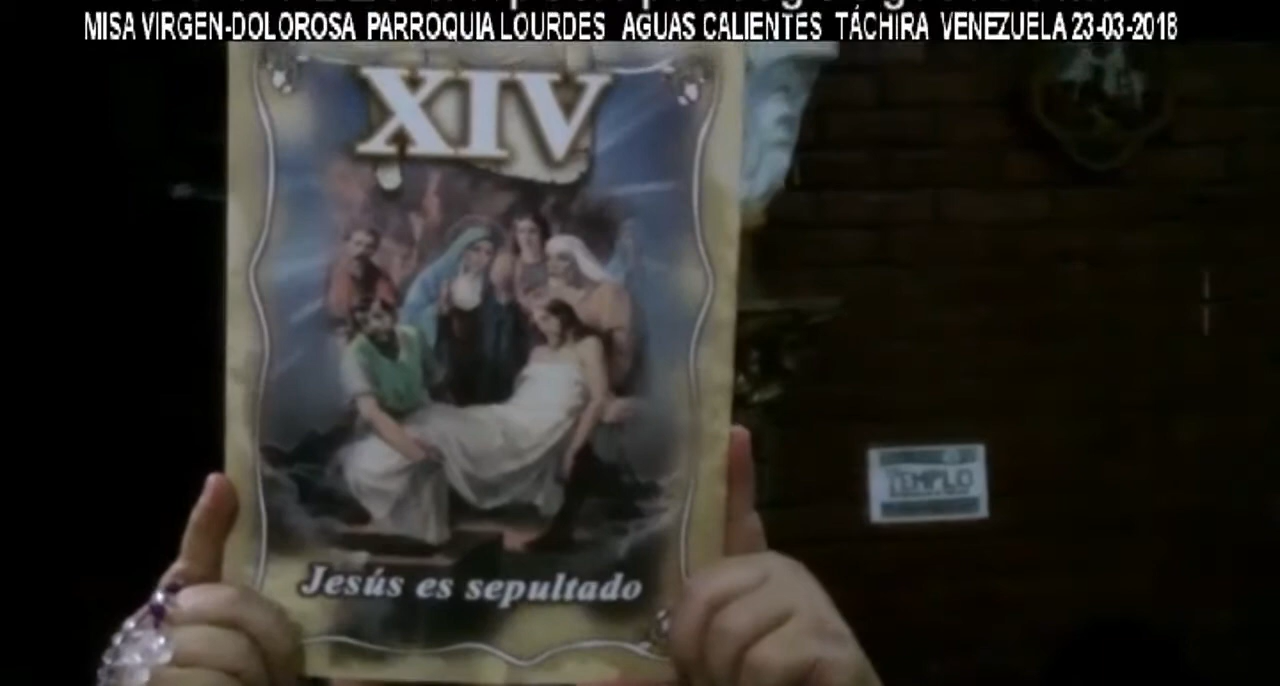 MISA VIRGEN-DOLOROSA PARROQUIA LOURDES AGUAS CALIENTES TÁCHIRA VENEZUELA 23-03-2018
XIV
TEMPLO
Jesús es sepultado